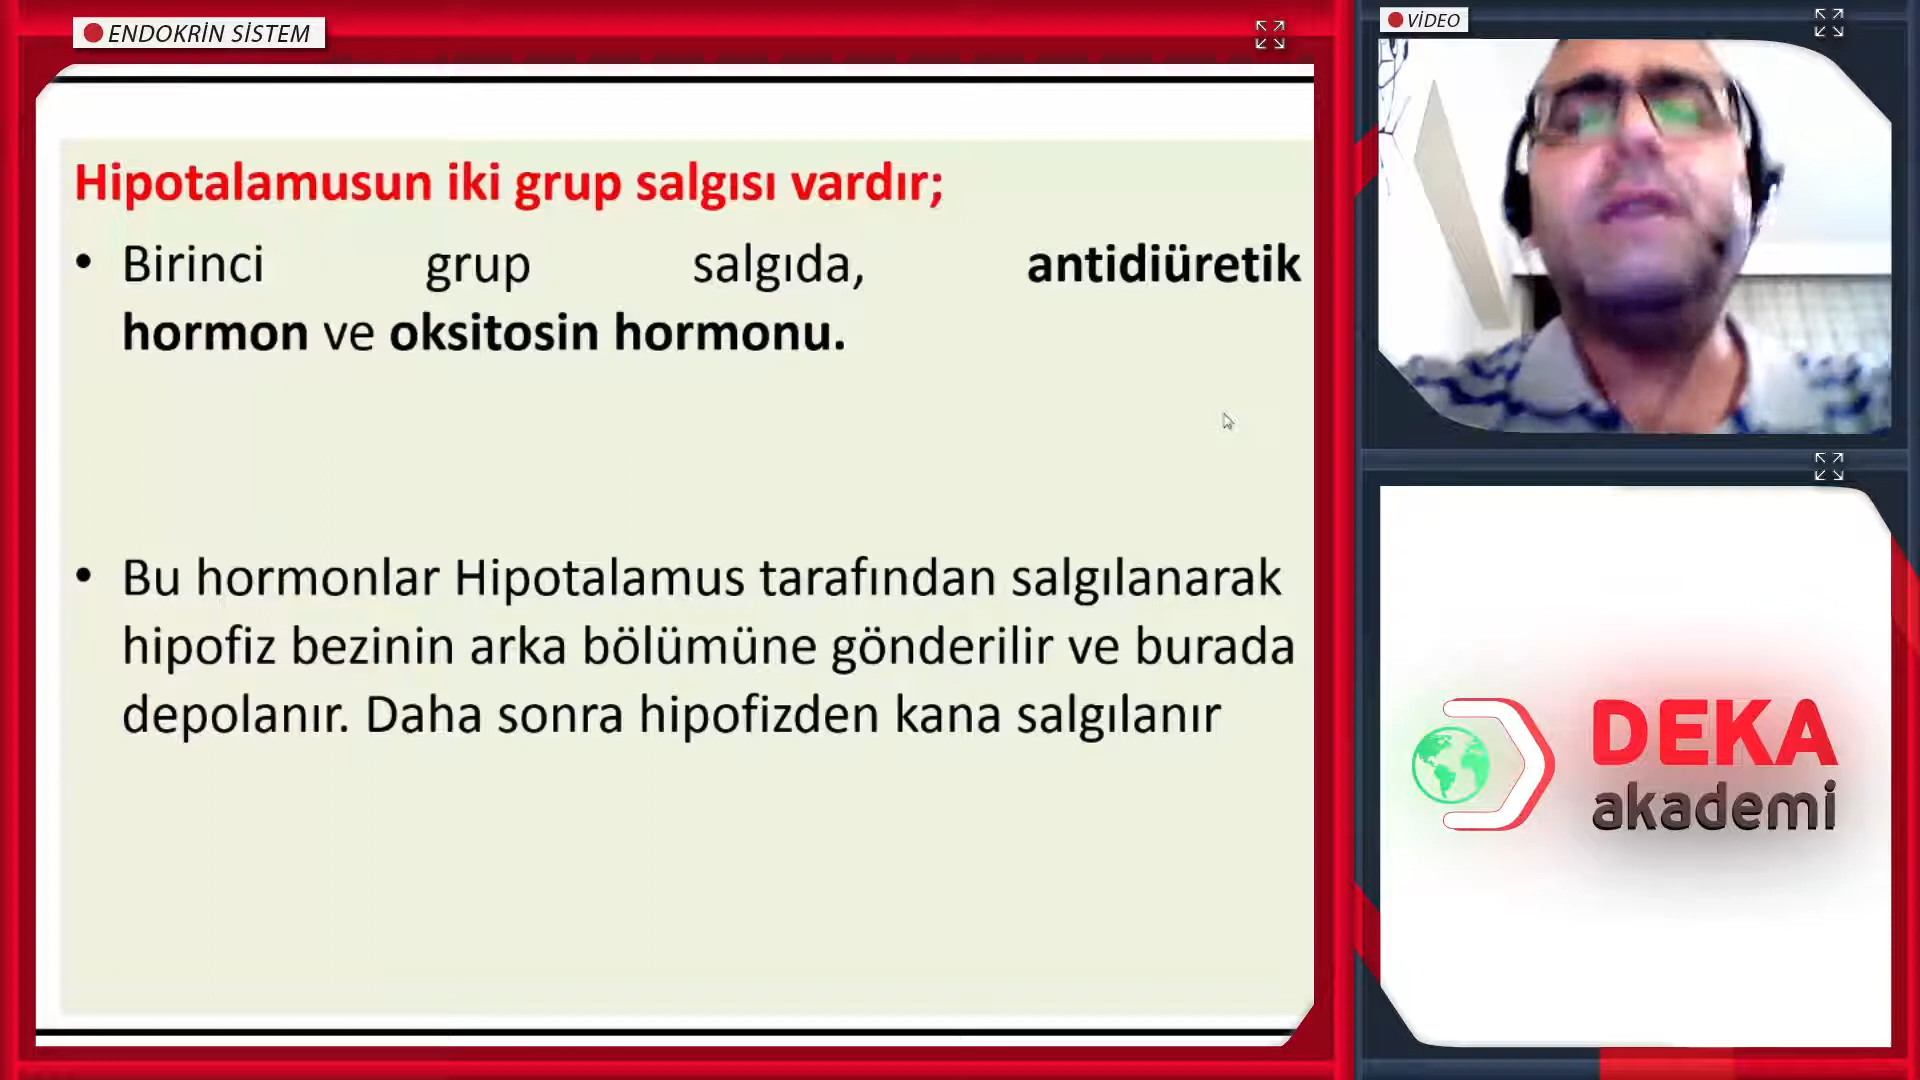 ENDOKRİN SİSTEM
VİDEO
Hipotalamusun iki grup salgısı vardır;
• Birinci grup salgıda, antidiüretik
hormon ve oksitosin hormonu.
• Bu hormonlar Hipotalamus tarafından salgılanarak
hipofiz bezinin arka bölümüne gönderilir ve burada
depolanır. Daha sonra hipofizden kana salgılanır
DEKA
akademi